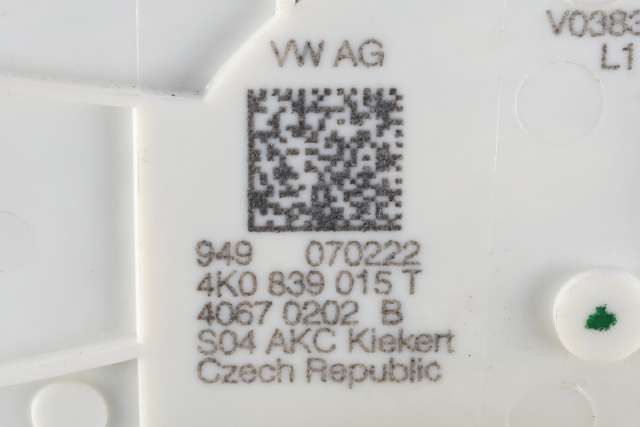 VW AG
V0383
L1
949 070222
4K0 839 015 T
4067 0202 B
S04 AKC Kiekert
Czech Republic